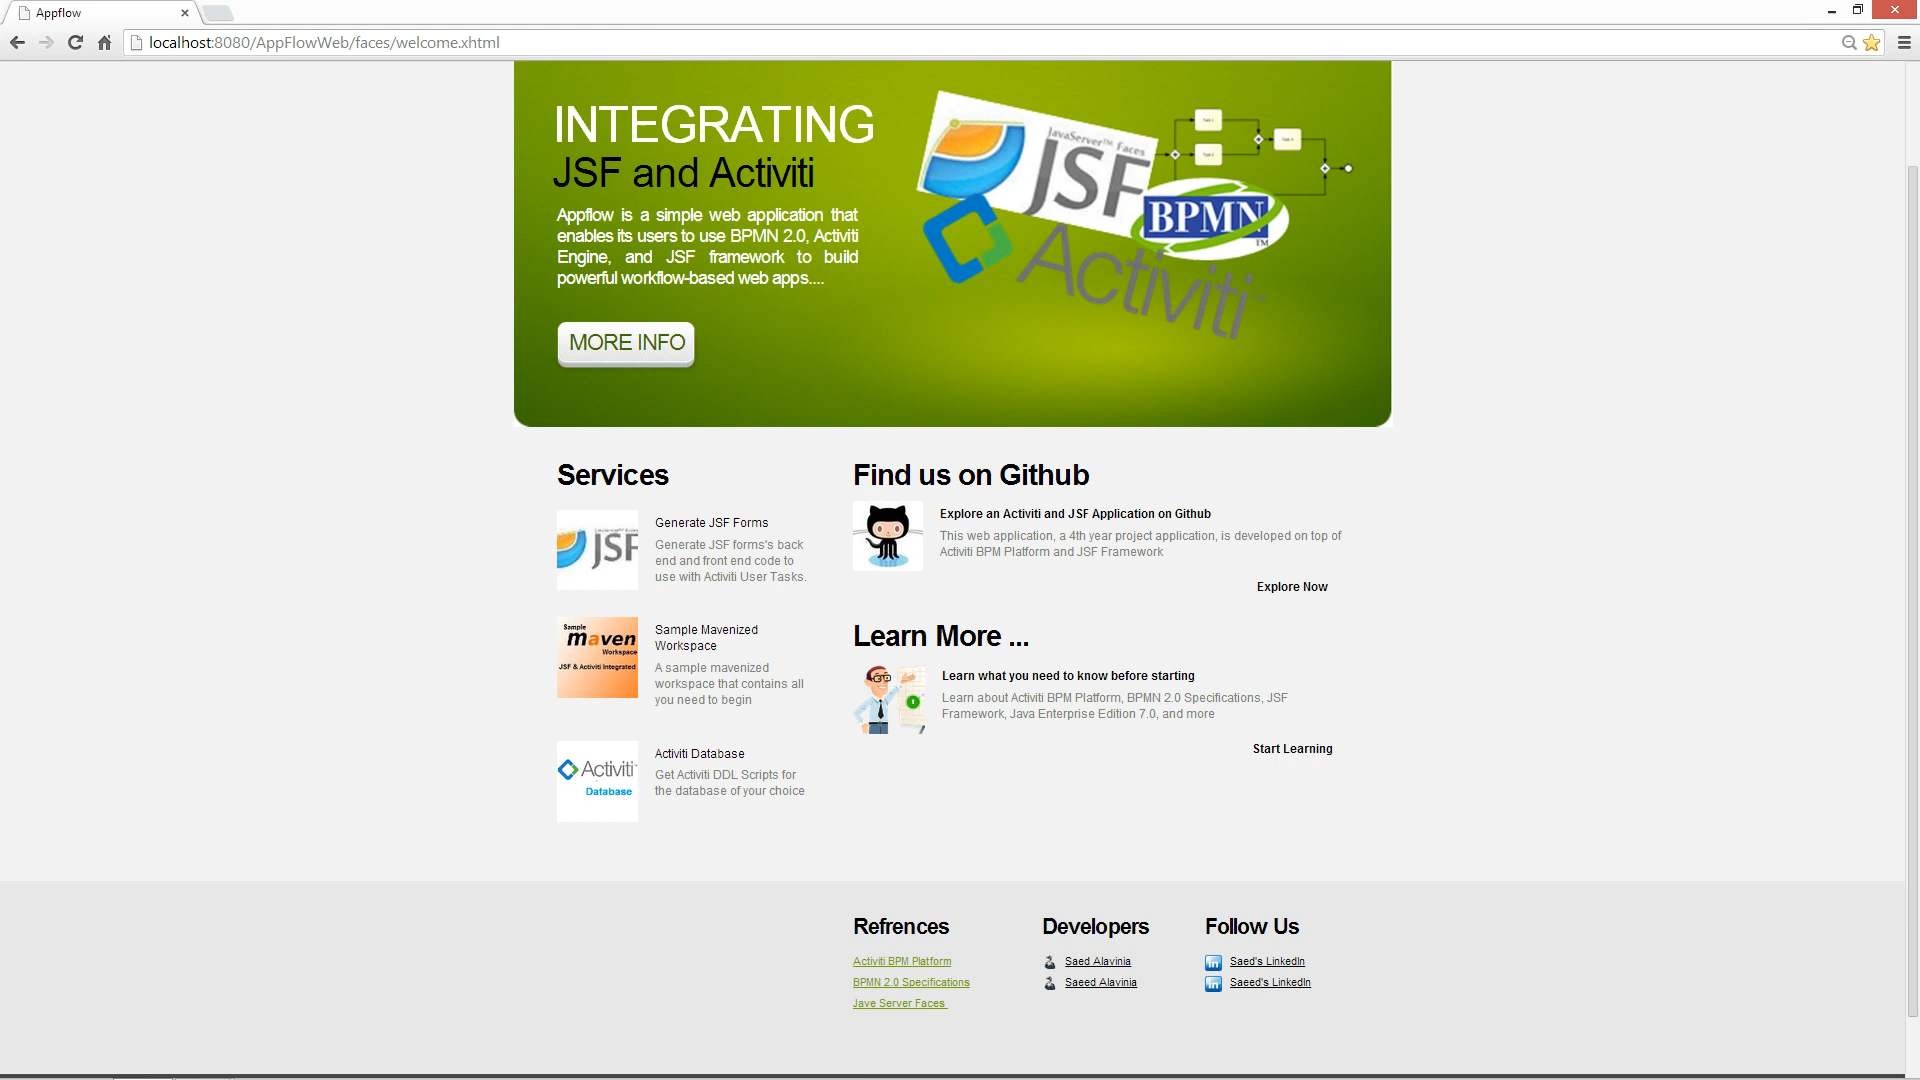 Appflow
localhost:8080/AppFlowWeb/faces/welcome.xhtml
INTEGRATING
JSF and Activiti
Appflow is a simple web application that
enables its users to use BPMN 2.0, Activiti
Engine, and JSF framework to build
powerful workflow-based web apps....
MORE INFO
JavaServer™ Faces
JSF
BPMN™
Activiti
Services
Generate JSF Forms
Generate JSF forms's back
end and front end code to
use with Activiti User Tasks.
JSF
Sample
maven
Workspace
JSF & Activiti Integrated
Sample Mavenized
Workspace
A sample mavenized
workspace that contains all
you need to begin
Activiti
Database
Activiti Database
Get Activiti DDL Scripts for
the database of your choice
Find us on Github
Explore an Activiti and JSF Application on Github
This web application, a 4th year project application, is developed on top of
Activiti BPM Platform and JSF Framework
Explore Now
Learn More ...
Learn what you need to know before starting
Learn about Activiti BPM Platform, BPMN 2.0 Specifications, JSF
Framework, Java Enterprise Edition 7.0, and more
Start Learning
Refrences
Activiti BPM Platform
BPMN 2.0 Specifications
Jave Server Faces
Developers
Saed Alavinia
Saeed Alavinia
Follow Us
in Saed's LinkedIn
in Saeed's LinkedIn